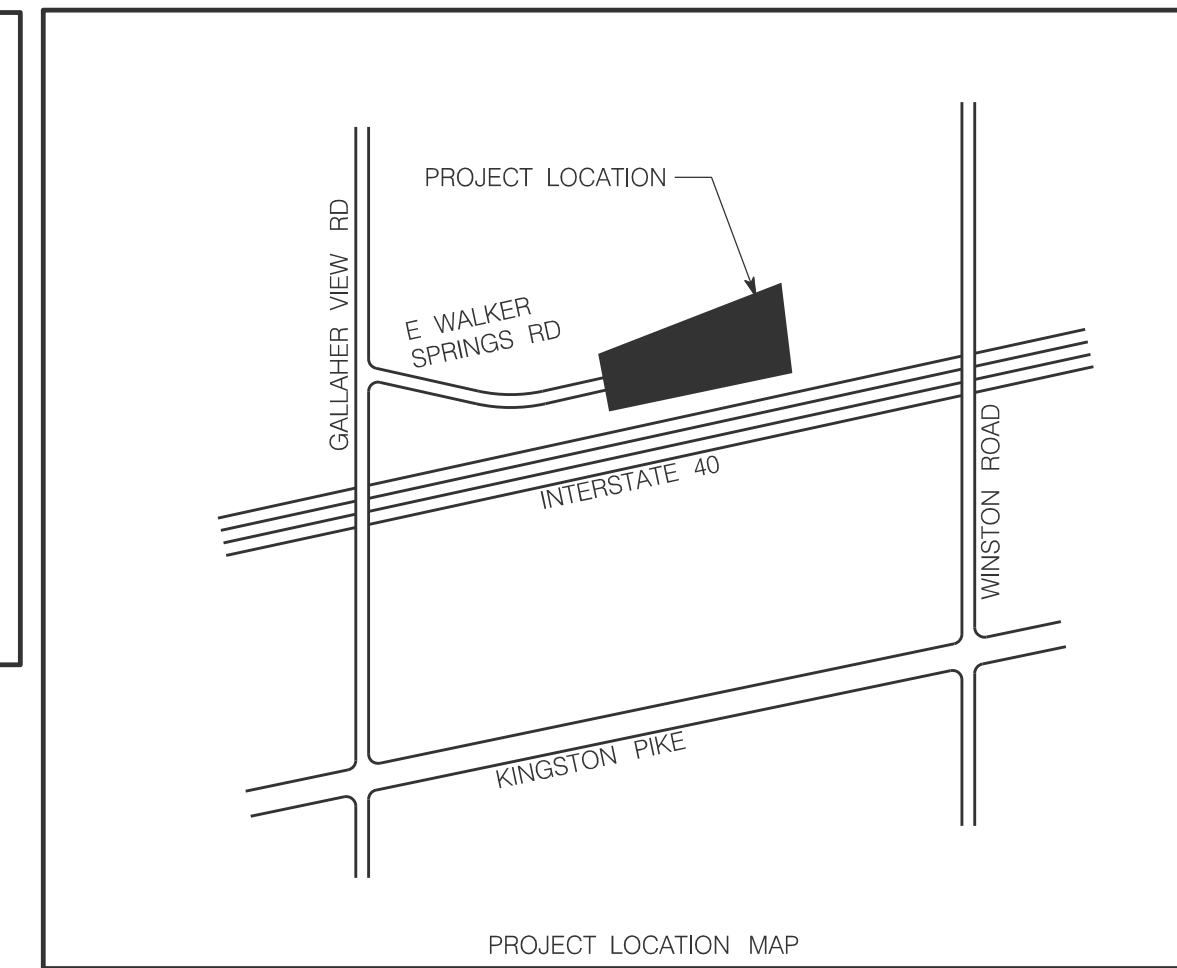 PROJECT LOCATION
GALLAHER VIEW RD
E WALKER
SPRINGS RD
INTERSTATE 40
WINSTON ROAD
KINGSTON PIKE
PROJECT LOCATION MAP